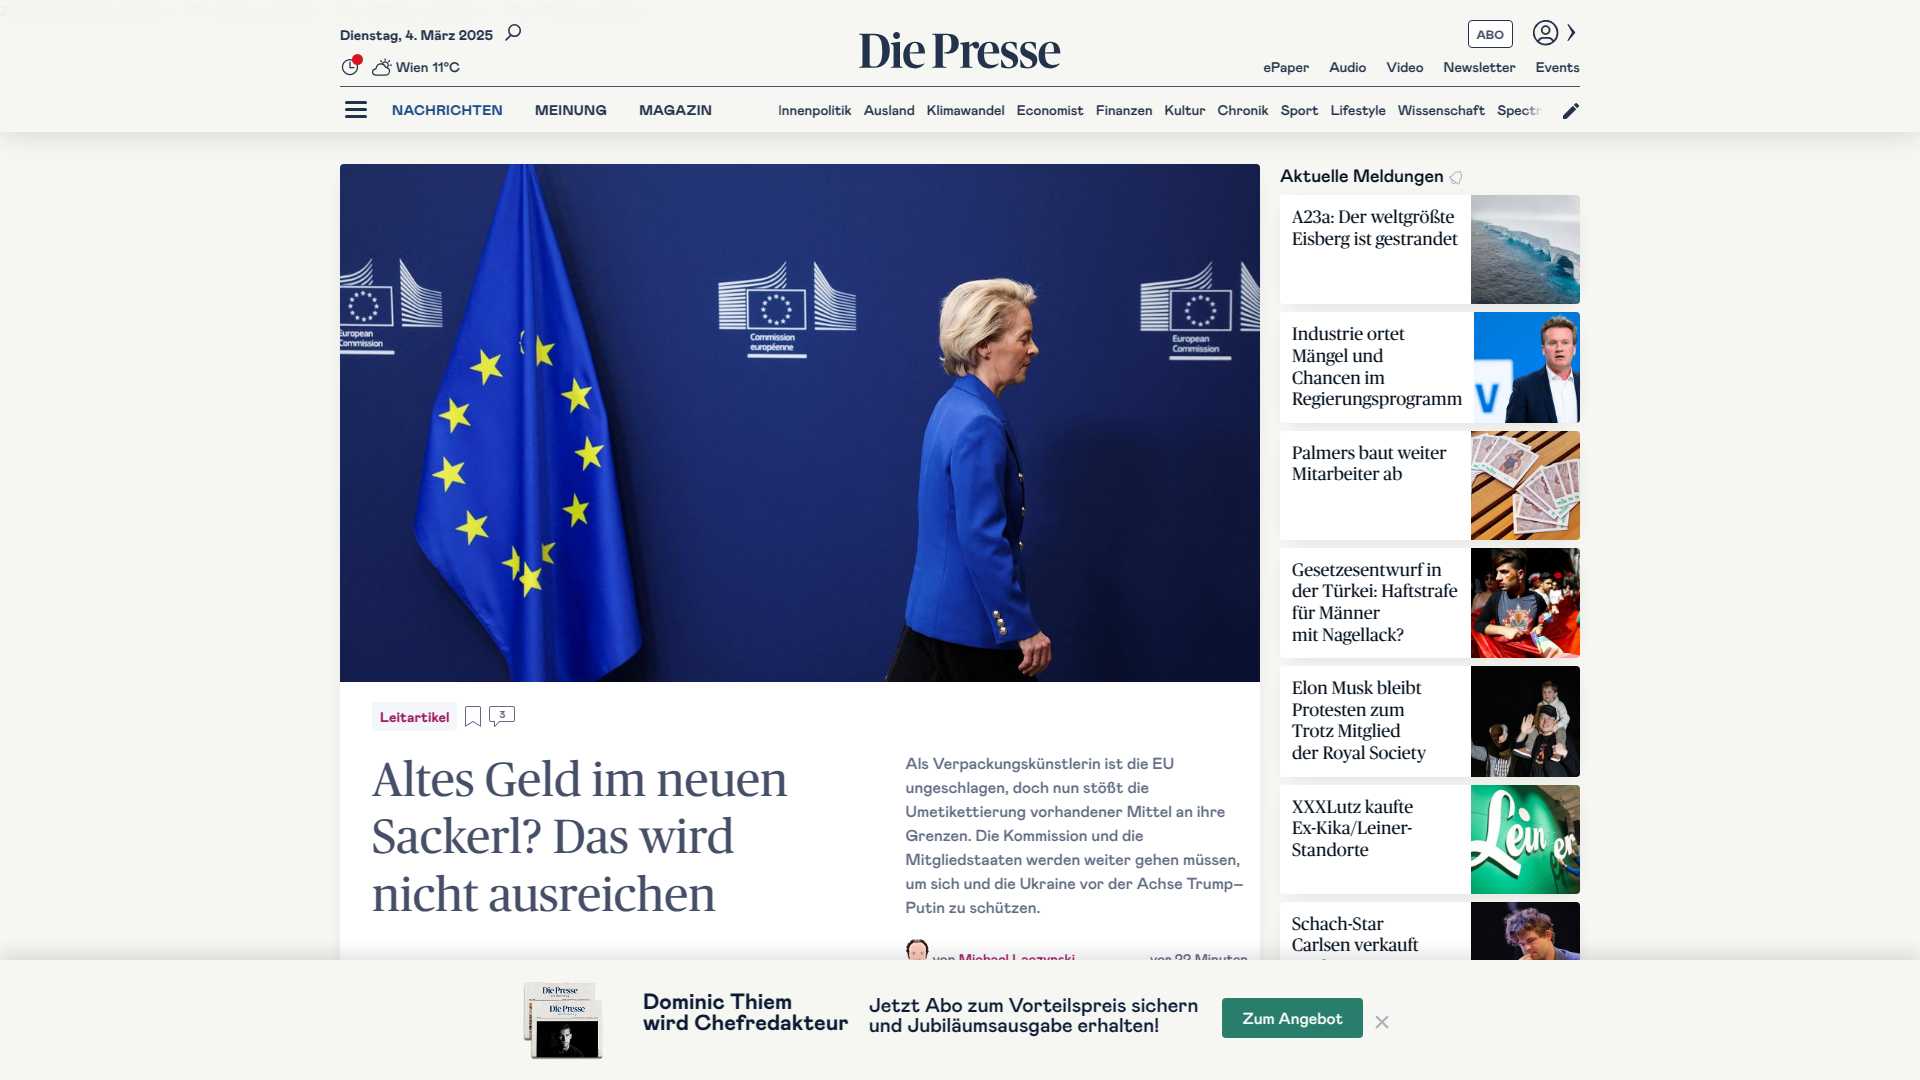 Dienstag, 4. März 2025
Wien 11°C
Die Presse
ABO
ePaper Audio Video Newsletter Events
NACHRICHTEN MEINUNG MAGAZIN
Innenpolitik Ausland Klimawandel Economist Finanzen Kultur Chronik Sport Lifestyle Wissenschaft Spectr
European
Commission
Commission
européenne
European
Commission
Leitartikel
3
Altes Geld im neuen
Sackerl? Das wird
nicht ausreichen
Als Verpackungskünstlerin ist die EU
ungeschlagen, doch nun stößt die
Umetikettierung vorhandener Mittel an ihre
Grenzen. Die Kommission und die
Mitgliedstaaten werden weiter gehen müssen,
um sich und die Ukraine vor der Achse Trump–
Putin zu schützen.
von Michael Laczynski
vor 22 Minuten
Aktuelle Meldungen
A23a: Der weltgrößte
Eisberg ist gestrandet
Industrie ortet
Mängel und
Chancen im
Regierungsprogramm
V
Palmers baut weiter
Mitarbeiter ab
Gesetzesentwurf in
der Türkei: Haftstrafe
für Männer
mit Nagellack?
Elon Musk bleibt
Protesten zum
Trotz Mitglied
der Royal Society
XXXLutz kaufte
Ex-Kika/Leiner-
Standorte
Leiner
Schach-Star
Carlsen verkauft
Die Presse
Die Presse
Dominic Thiem
wird Chefredakteur
Jetzt Abo zum Vorteilspreis sichern
und Jubiläumsausgabe erhalten!
Zum Angebot